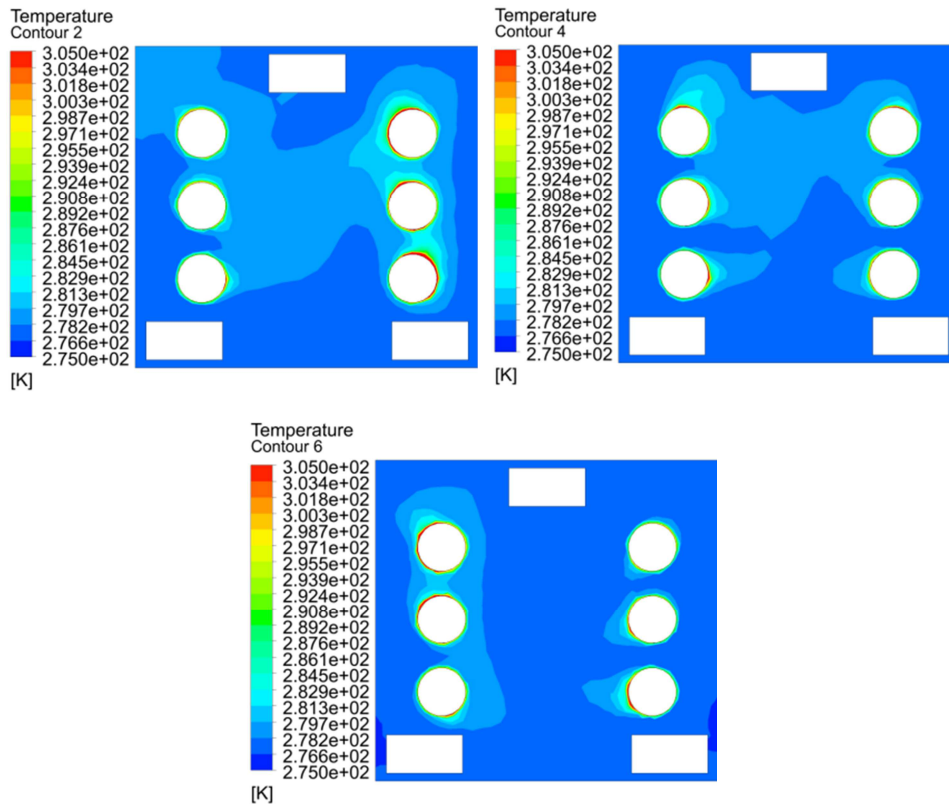 Temperature
Contour 2
3.050e+02
3.034e+02
3.018e+02
3.003e+02
2.987e+02
2.971e+02
2.955e+02
2.939e+02
2.924e+02
2.908e+02
2.892e+02
2.876e+02
2.861e+02
2.845e+02
2.829e+02
2.813e+02
2.797e+02
2.782e+02
2.766e+02
2.750e+02
[K]
Temperature
Contour 4
3.050e+02
3.034e+02
3.018e+02
3.003e+02
2.987e+02
2.971e+02
2.955e+02
2.939e+02
2.924e+02
2.908e+02
2.892e+02
2.876e+02
2.861e+02
2.845e+02
2.829e+02
2.813e+02
2.797e+02
2.782e+02
2.766e+02
2.750e+02
[K]
Temperature
Contour 6
3.050e+02
3.034e+02
3.018e+02
3.003e+02
2.987e+02
2.971e+02
2.955e+02
2.939e+02
2.924e+02
2.908e+02
2.892e+02
2.876e+02
2.861e+02
2.845e+02
2.829e+02
2.813e+02
2.797e+02
2.782e+02
2.766e+02
2.750e+02
[K]